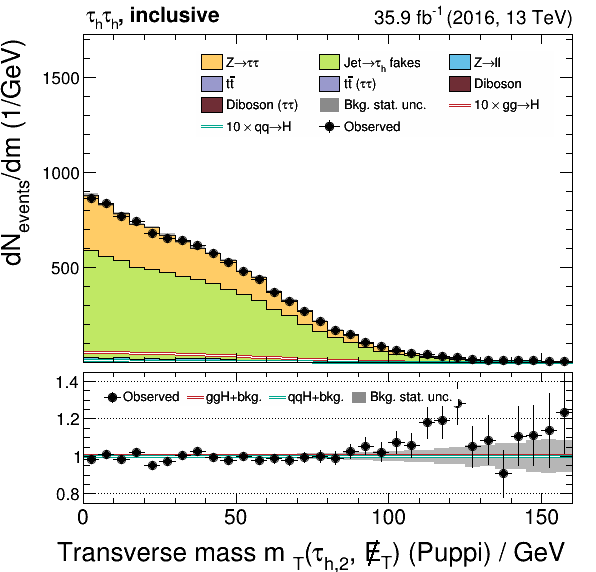 τhτh, inclusive 35.9 fb⁻¹ (2016, 13 TeV)
dNevents/dm (1/GeV)
1500
1000
500
Z→ττ Jet→τh fakes Z→ll
tt̄ tt̄ (ττ) Diboson
Diboson (ττ) Bkg. stat. unc. 10 × gg→H
10 × qq→H Observed
1.4
1.2
1
0.8
Observed ggH+bkg. qqH+bkg. Bkg. stat. unc.
0 50 100 150
Transverse mass m T(τh,2, E̸T) (Puppi) / GeV